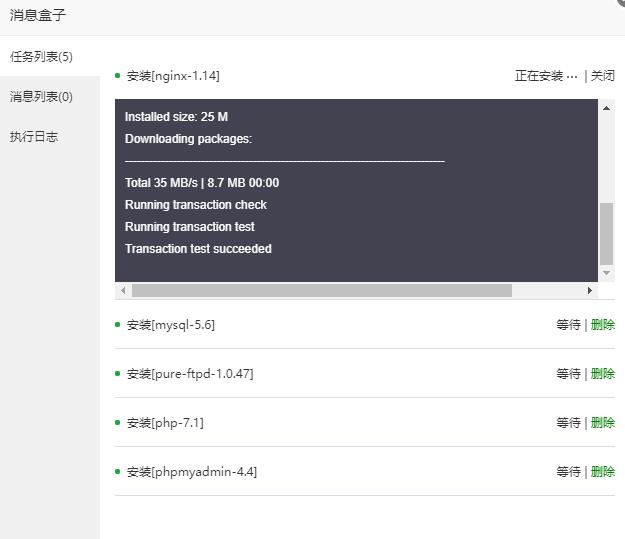 消息盒子
任务列表(5)
消息列表(0)
执行日志
安装[nginx-1.14] 正在安装 ··· | 关闭
Installed size: 25 M
Downloading packages:
--------------------------------------------------------------------------------
Total 35 MB/s | 8.7 MB 00:00
Running transaction check
Running transaction test
Transaction test succeeded
安装[mysql-5.6] 等待 | 删除
安装[pure-ftpd-1.0.47] 等待 | 删除
安装[php-7.1] 等待 | 删除
安装[phpmyadmin-4.4] 等待 | 删除